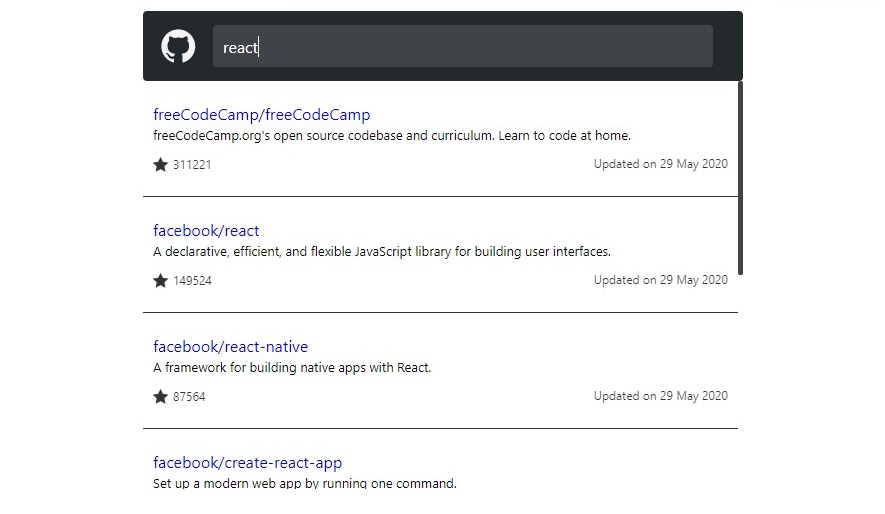 react
freeCodeCamp/freeCodeCamp
freeCodeCamp.org's open source codebase and curriculum. Learn to code at home.
311221 Updated on 29 May 2020
facebook/react
A declarative, efficient, and flexible JavaScript library for building user interfaces.
149524 Updated on 29 May 2020
facebook/react-native
A framework for building native apps with React.
87564 Updated on 29 May 2020
facebook/create-react-app
Set up a modern web app by running one command.